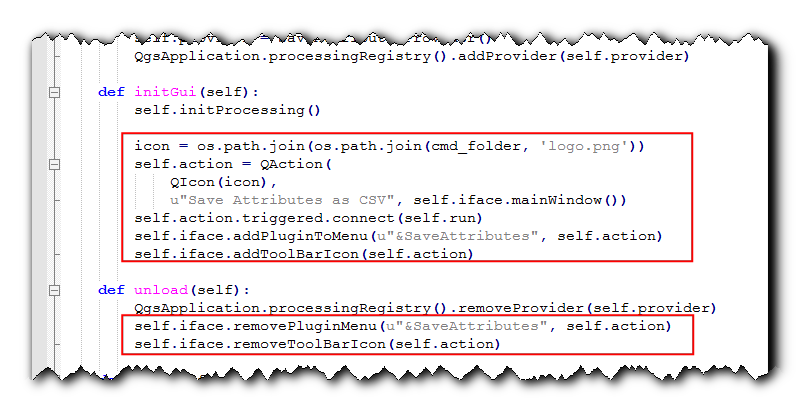 QgsApplication.processingRegistry().addProvider(self.provider)
def initGui(self):
self.initProcessing()
icon = os.path.join(os.path.join(cmd_folder, 'logo.png'))
self.action = QAction(
QIcon(icon),
u"Save Attributes as CSV", self.iface.mainWindow())
self.action.triggered.connect(self.run)
self.iface.addPluginToMenu(u"&SaveAttributes", self.action)
self.iface.addToolBarIcon(self.action)
def unload(self):
QgsApplication.processingRegistry().removeProvider(self.provider)
self.iface.removePluginMenu(u"&SaveAttributes", self.action)
self.iface.removeToolBarIcon(self.action)